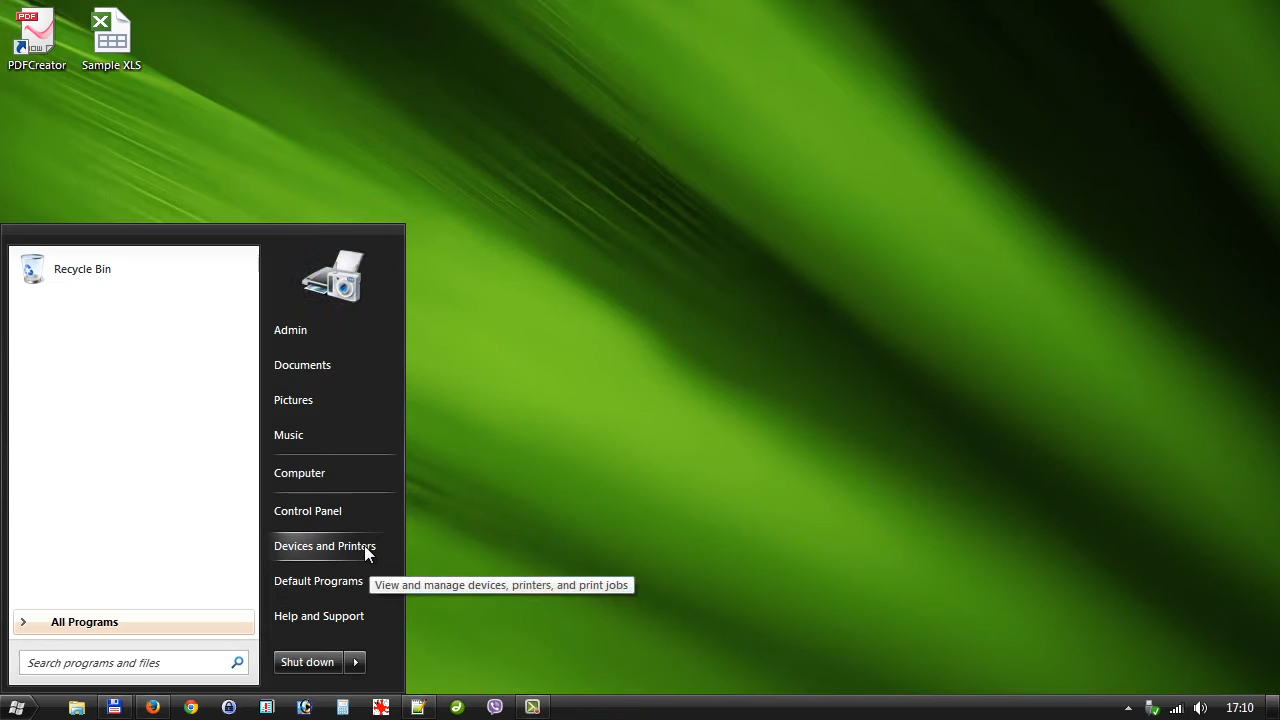 PDF
PDFCreator
Sample XLS
Recycle Bin
Admin
Documents
Pictures
Music
Computer
Control Panel
Devices and Printers
View and manage devices, printers, and print jobs
Default Programs
Help and Support
All Programs
Search programs and files
Shut down
17:10